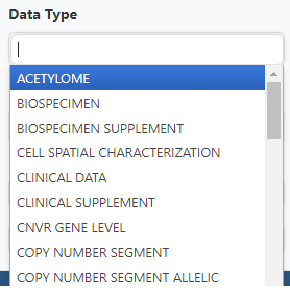 Data Type
ACETYLOME
BIOSPECIMEN
BIOSPECIMEN SUPPLEMENT
CELL SPATIAL CHARACTERIZATION
CLINICAL DATA
CLINICAL SUPPLEMENT
CNVR GENE LEVEL
COPY NUMBER SEGMENT
COPY NUMBER SEGMENT ALLELIC